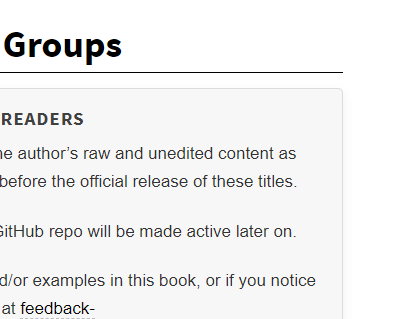 Groups
READERS
he author’s raw and unedited content as
before the official release of these titles.
GitHub repo will be made active later on.
d/or examples in this book, or if you notice
at feedback-